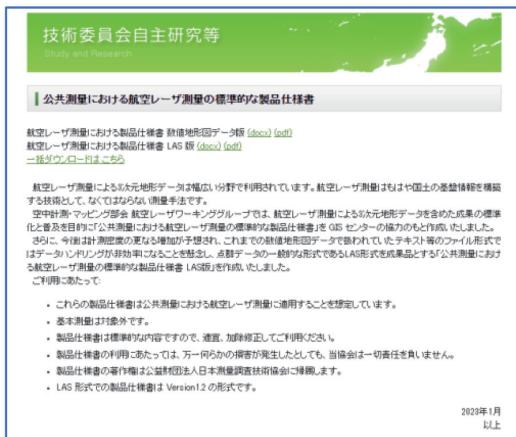 技術委員会自主研究等
Study and Research
公共測量における航空レーザ測量の標準的な製品仕様書
航空レーザ測量における製品仕様書 数値地形図データ版 (docx) (pdf)
航空レーザ測量における製品仕様書 LAS 版 (docx) (pdf)
一括ダウンロードは こちら
航空レーザ測量による3次元地形データは幅広い分野で利用されています。航空レーザ測量はもはや国土の基盤情報を構築
する技術として、なくてはならない測量手法です。
空中計測・マッピング部会 航空レーザワーキンググループでは、航空レーザ測量による3次元地形データを含めた成果の標準
化と普及を目的に「公共測量における航空レーザ測量の標準的な製品仕様書」を GIS センターの協力のもと作成いたしました。
さらに、今後は計測密度の更なる増加が予想され、これまでの数値地形図データで扱われていたテキスト等のファイル形式で
はデータハンドリングが非効率になることを懸念し、点群データの一般的な形式であるLAS形式を成果品とする「公共測量におけ
る航空レーザ測量の標準的な製品仕様書 LAS版」を作成いたしました。
ご利用にあたって:
・ これらの製品仕様書は公共測量における航空レーザ測量に適用することを想定しています。
・ 基本測量は対象外です。
・ 製品仕様書は標準的な内容ですので、適宜、加除修正してご利用ください。
・ 製品仕様書の利用にあたっては、万一何らかの損害が発生したとしても、当協会は一切責任を負いません。
・ 製品仕様書の著作権は公益財団法人日本測量調査技術協会に帰属します。
・ LAS 形式での製品仕様書は Version1.2 の形式です。
2023年1月
以上